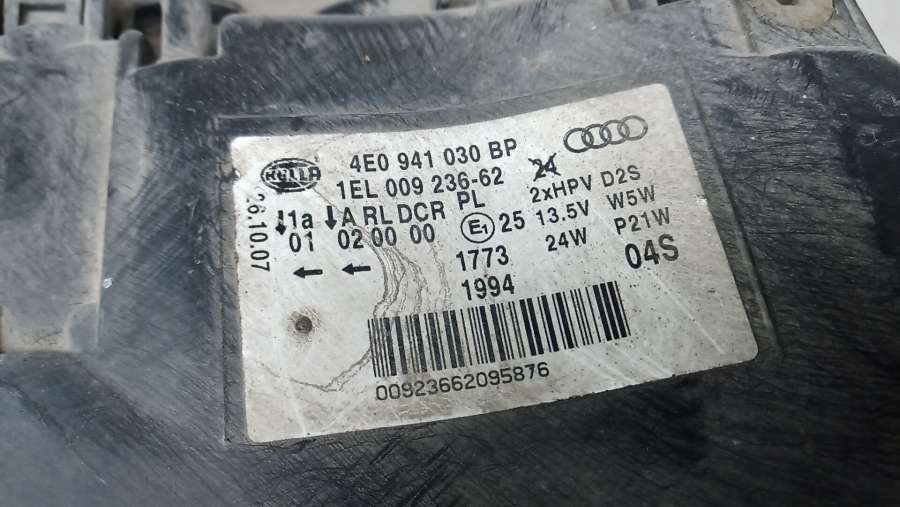 HELLA
4E0 941 030 BP
1EL 009 236-62
24
1a A RL DCR PL
2xHPV D2S
01 02 00 00
E1 25 13.5V W5W
1773 24W P21W
1994 04S
26.10.07
00923662095876